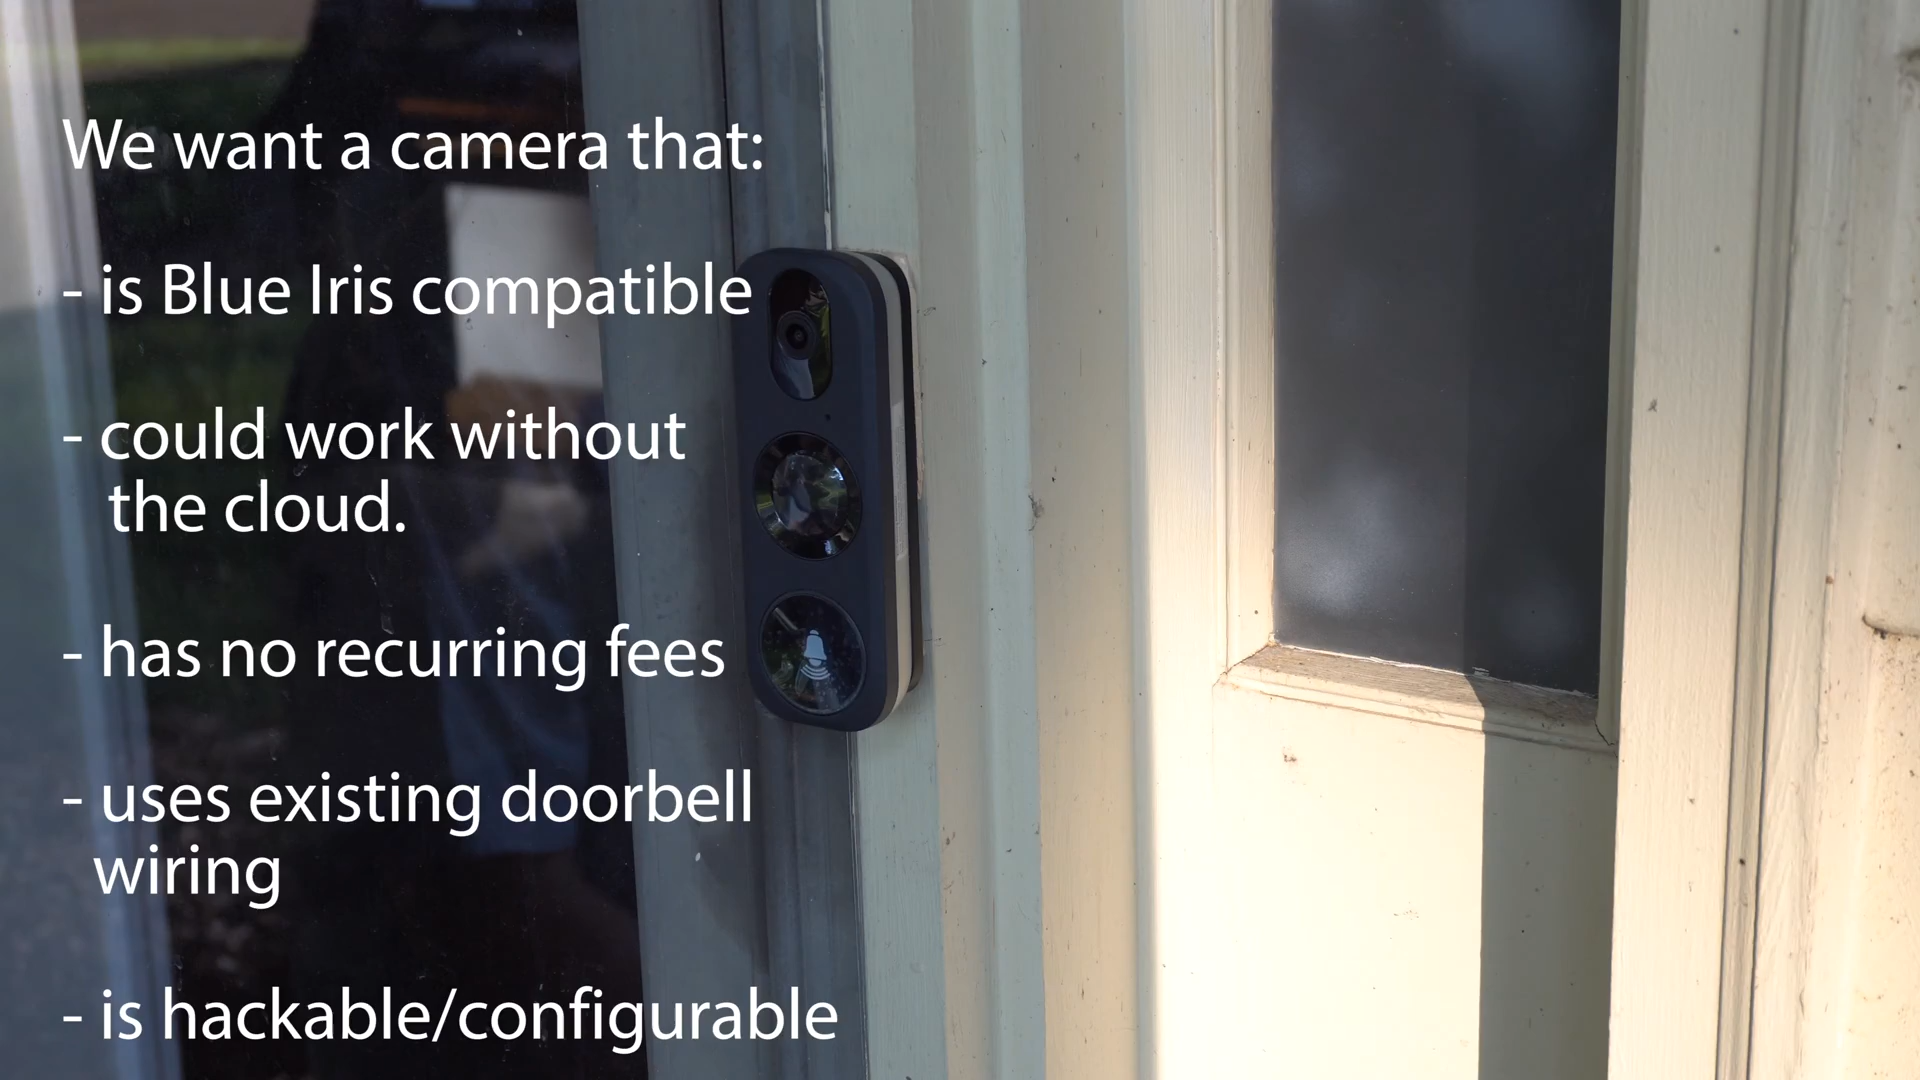 We want a camera that:
- is Blue Iris compatible
- could work without
the cloud.
- has no recurring fees
- uses existing doorbell
wiring
- is hackable/configurable